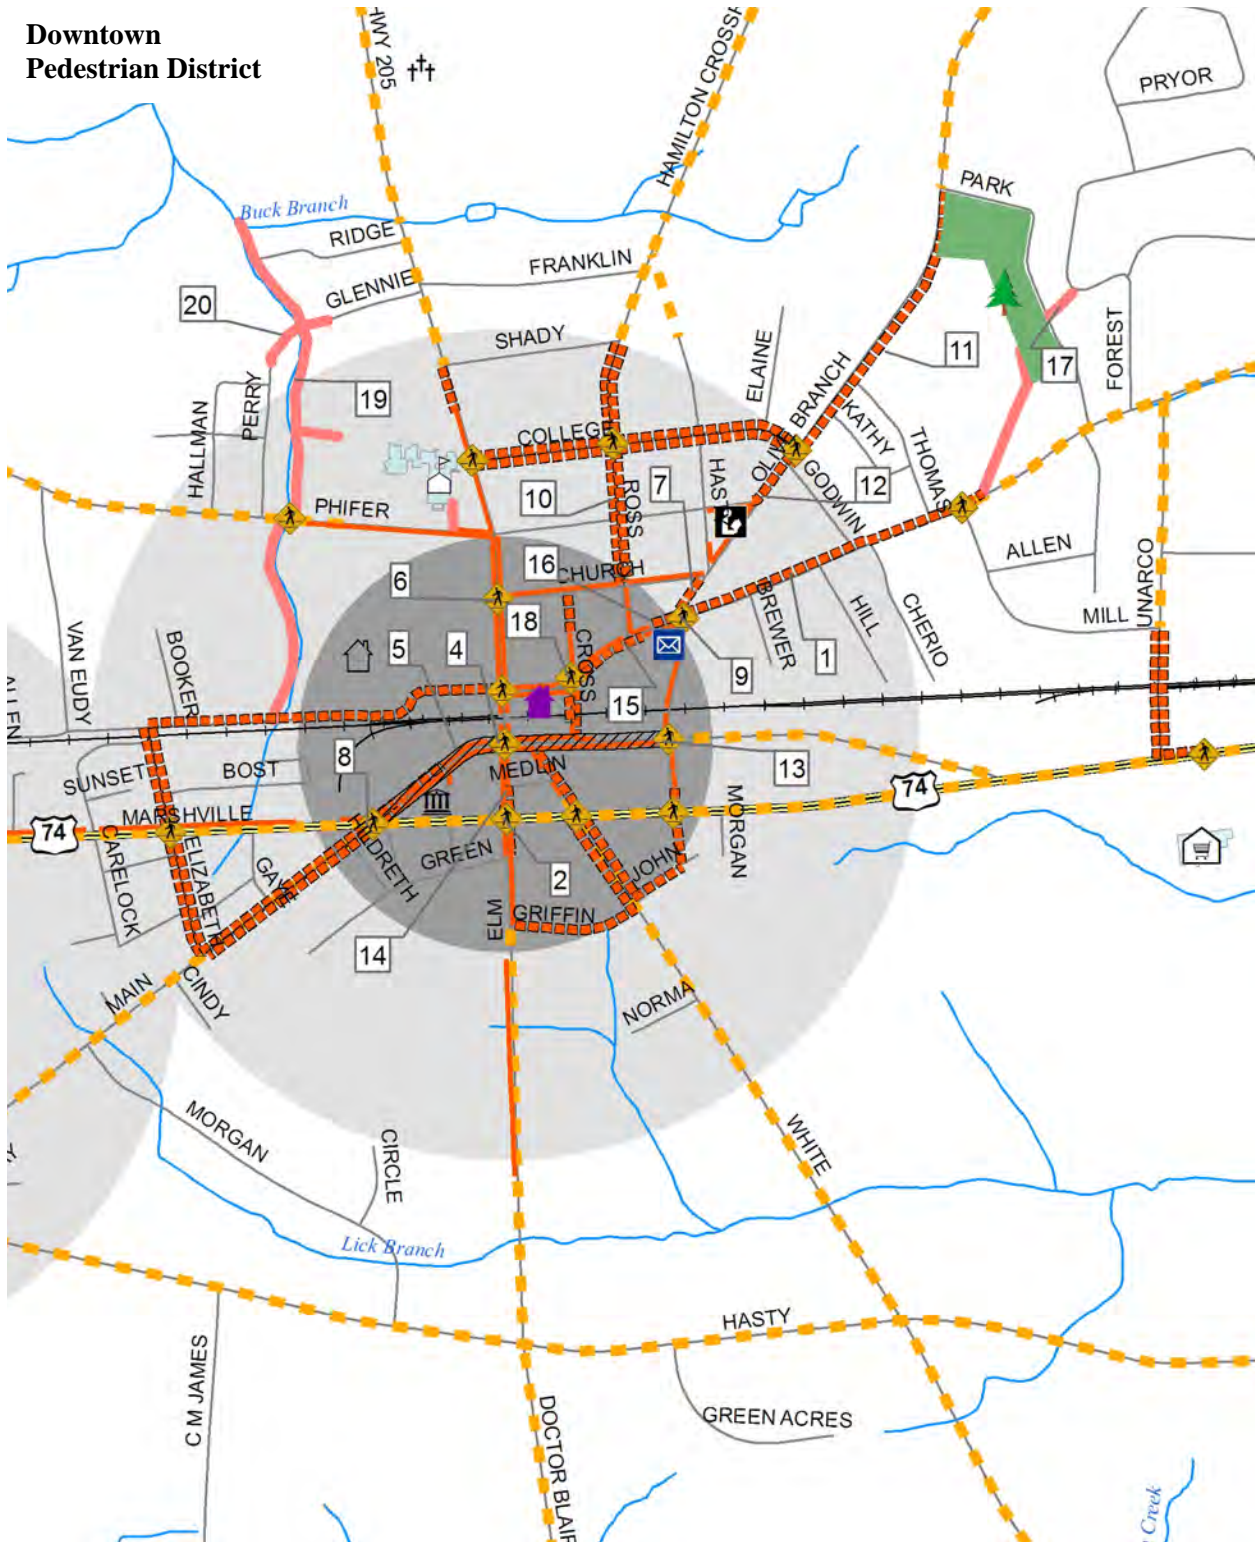 Downtown
Pedestrian District
HWY 205
HAMILTON CROSS
PRYOR
PARK
Buck Branch
RIDGE
FRANKLIN
GLENNIE
20
SHADY
ELAINE
BRANCH
11
17
FOREST
19
HALLMAN
PERRY
COLLEGE
KATHY
THOMAS
OLIVE
GODWIN
HAST
10
ROSS
7
12
PHIFER
ALLEN
UNARCO
16
CHURCH
6
BREWER
HILL
CHERIO
MILL
VAN EUDY
BOOKER
5
4
18
CROSS
1
9
15
ALLEN
8
SUNSET
BOST
MEDLIN
13
74
74
MARSHVILLE
MORGAN
CARELOCK
ELIZABETH
GAYE
HILDRETH
GREEN
2
JOHN
ELM
GRIFFIN
14
MAIN
CINDY
NORMA
MORGAN
CIRCLE
WHITE
Lick Branch
HASTY
C M JAMES
GREEN ACRES
DOCTOR BLAIR
Creek